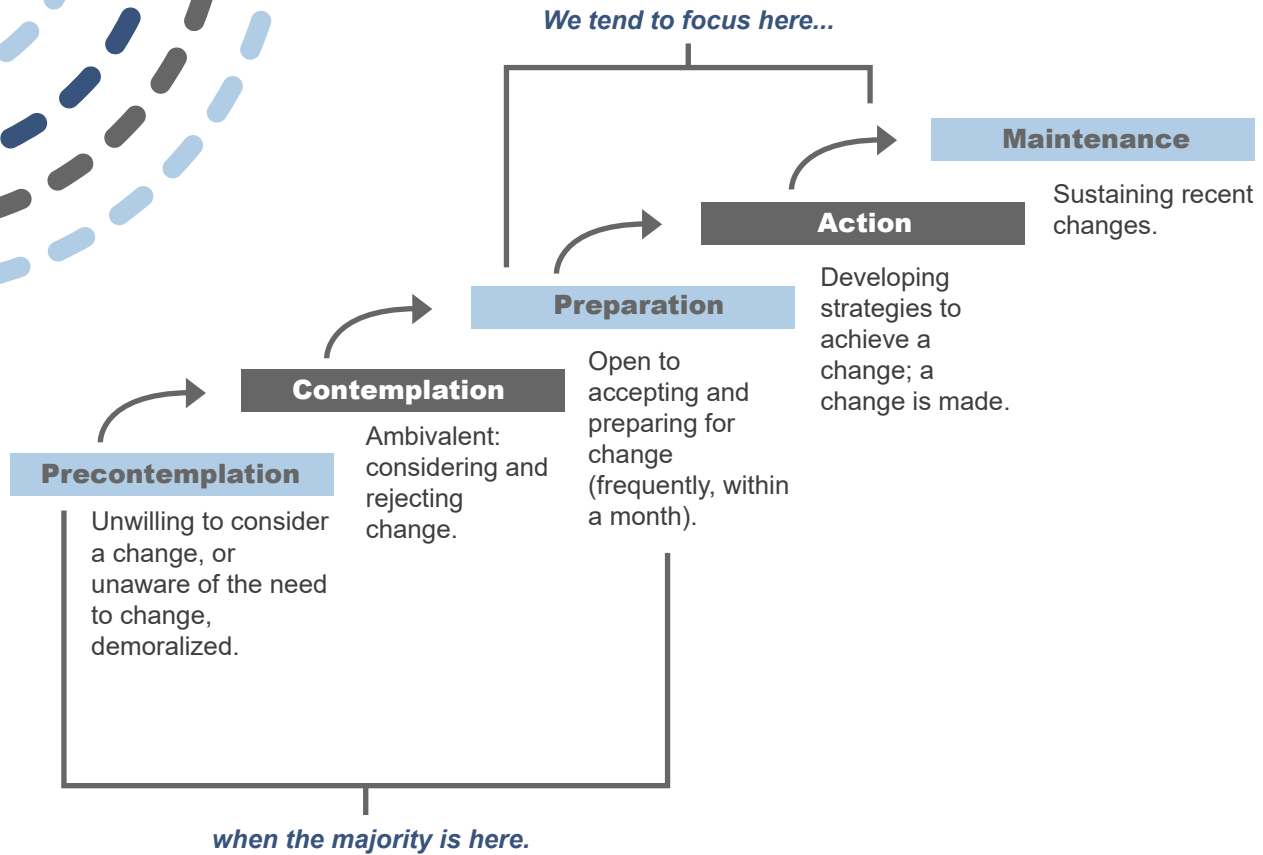 We tend to focus here...
Maintenance
Sustaining recent
changes.
Action
Developing
strategies to
achieve a
change; a
change is made.
Preparation
Open to
accepting and
preparing for
change
(frequently, within
a month).
Contemplation
Ambivalent:
considering and
rejecting
change.
Precontemplation
Unwilling to consider
a change, or
unaware of the need
to change,
demoralized.
when the majority is here.